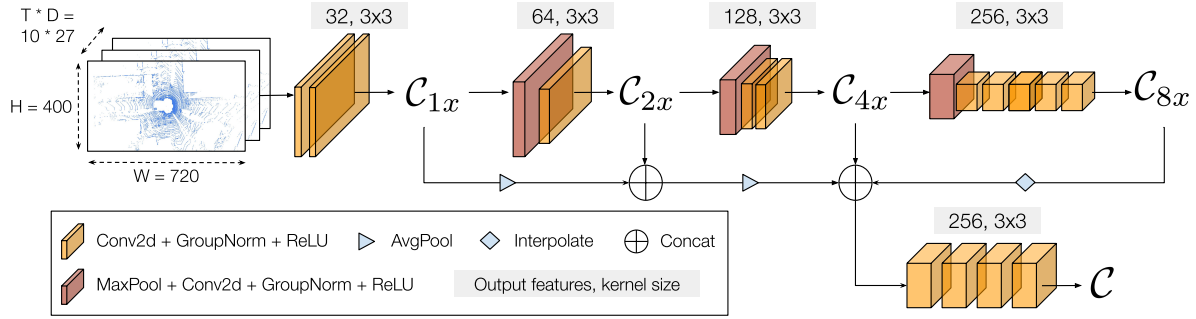 T * D =
10 * 27
32, 3x3
64, 3x3
128, 3x3
256, 3x3
H = 400
W = 720
C1x
C2x
C4x
C8x
256, 3x3
Conv2d + GroupNorm + ReLU
AvgPool
Interpolate
Concat
MaxPool + Conv2d + GroupNorm + ReLU
Output features, kernel size
C